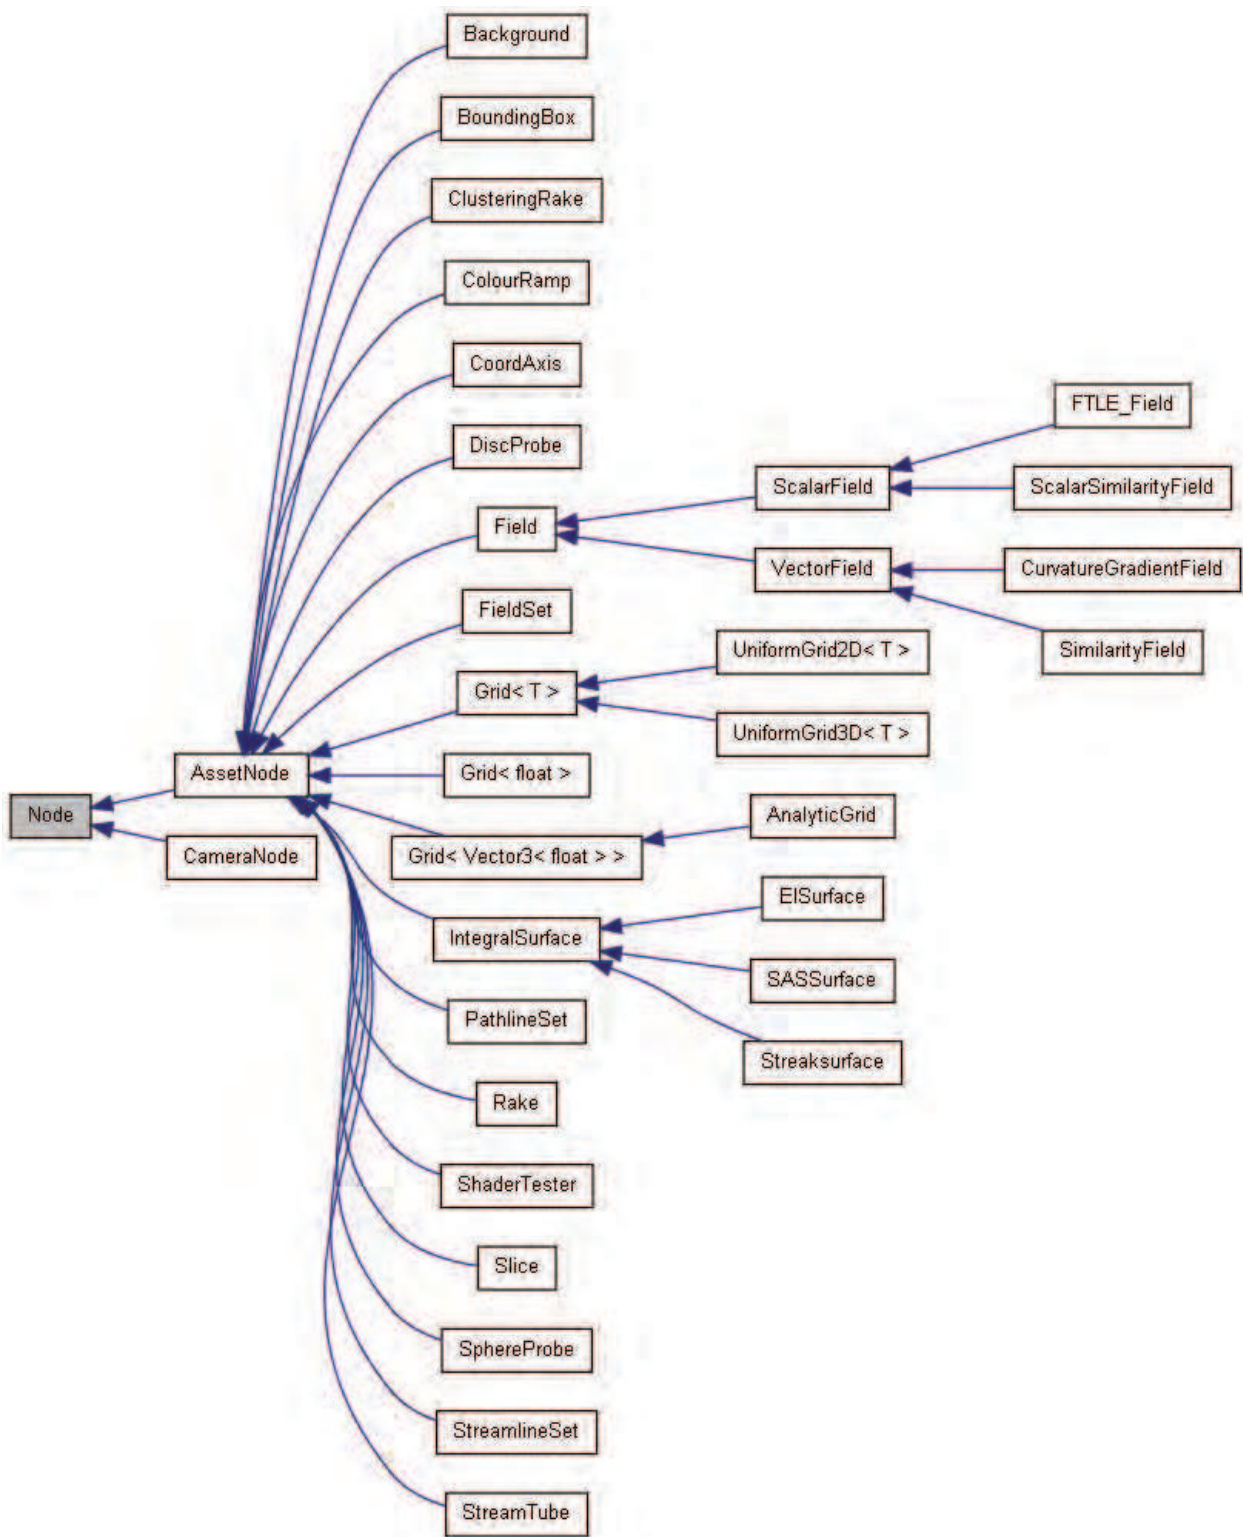 Background
BoundingBox
ClusteringRake
ColourRamp
CoordAxis
FTLE_Field
DiscProbe
ScalarField
ScalarSimilarityField
Field
VectorField
CurvatureGradientField
FieldSet
UniformGrid2D< T >
SimilarityField
Grid< T >
UniformGrid3D< T >
AssetNode
Grid< float >
Node
AnalyticGrid
CameraNode
Grid< Vector3< float > >
EISurface
IntegralSurface
SASSurface
PathlineSet
Streaksurface
Rake
ShaderTester
Slice
SphereProbe
StreamlineSet
StreamTube